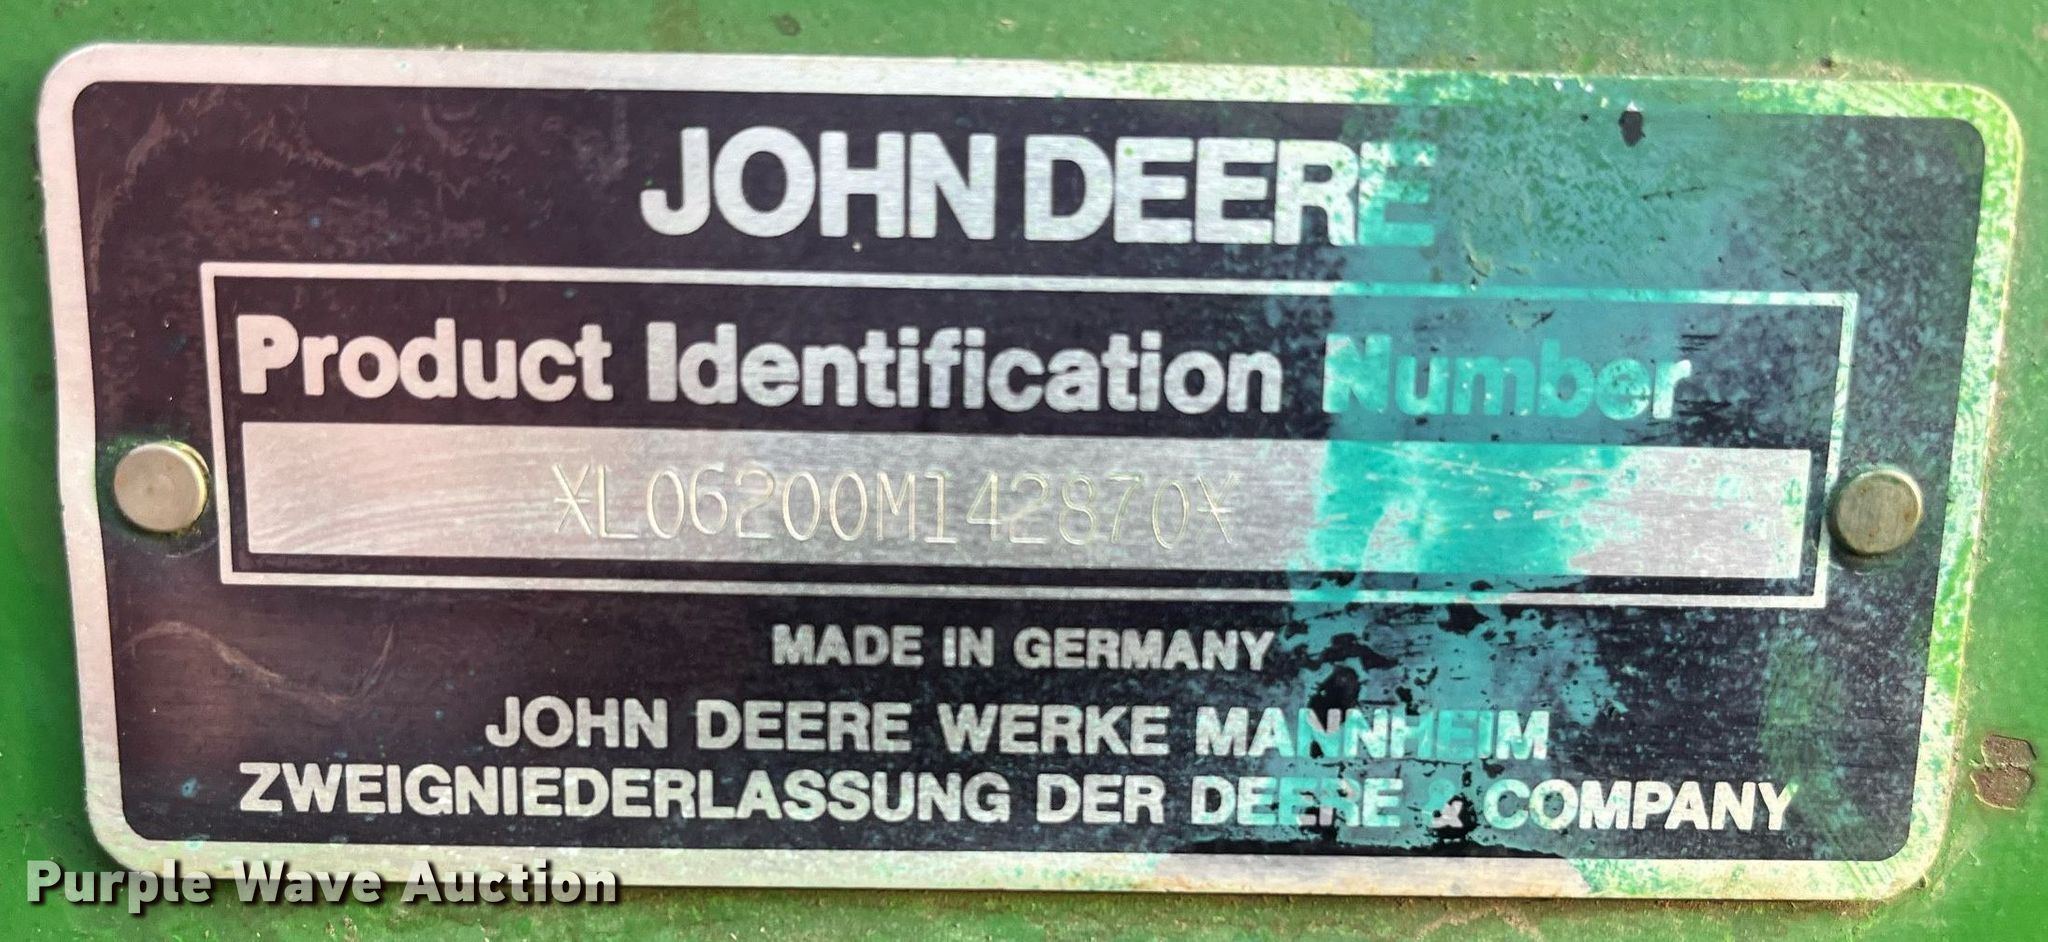 JOHN DEERE
Product Identification Number
*L06200M142870*
MADE IN GERMANY
JOHN DEERE WERKE MANNHEIM
ZWEIGNIEDERLASSUNG DER DEERE & COMPANY
Purple Wave Auction